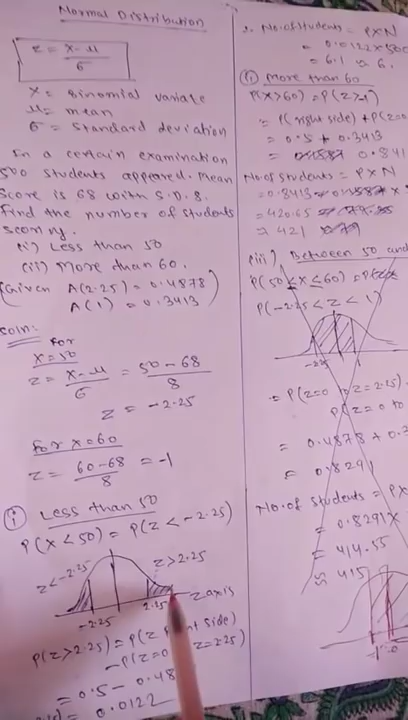 Normal Distribution
z = x - μ / σ
x = Binomial variate
μ = mean
σ = Standard deviation
In a certain examination
500 students appeared. Mean
score is 68 with S.D. 8.
Find the number of students
scoring.
(i) Less than 50
(ii) More than 60.
(Given A(2.25) = 0.4878
A(1) = 0.3413)
Soln:
for
x = 50
z = x - μ / σ = 50 - 68 / 8
z = -2.25
for x = 60
z = 60 - 68 / 8 = -1
(i) Less than 50
P(x < 50) = P(z < -2.25)
z < -2.25
z > 2.25
z axis
-2.25
2.25
P(z > 2.25) = P(z right side)
- P(z=0 z=2.25)
= 0.5 - 0.48
= 0.0122
No. of students = P×N
= 0.0122 × 500
= 6.1 ≈ 6.
(ii) More than 60
P(x > 60) = P(z > -1)
= P(right side) + P(z=0
= 0.5 + 0.3413
= 0.841
No. of students = P×N
= 0.8413 ×
= 420.65
≈ 421
(iii) Between 50 and
P(50 < x ≤ 60) = P(
P(-2.25 < z < 1)
-2.25
= P(z=0 to z = 2.25)
P(z=0 to
= 0.4878 + 0.3
= 0.8291
No. of students = P×
= 0.8291 ×
= 414.55
≈ 415